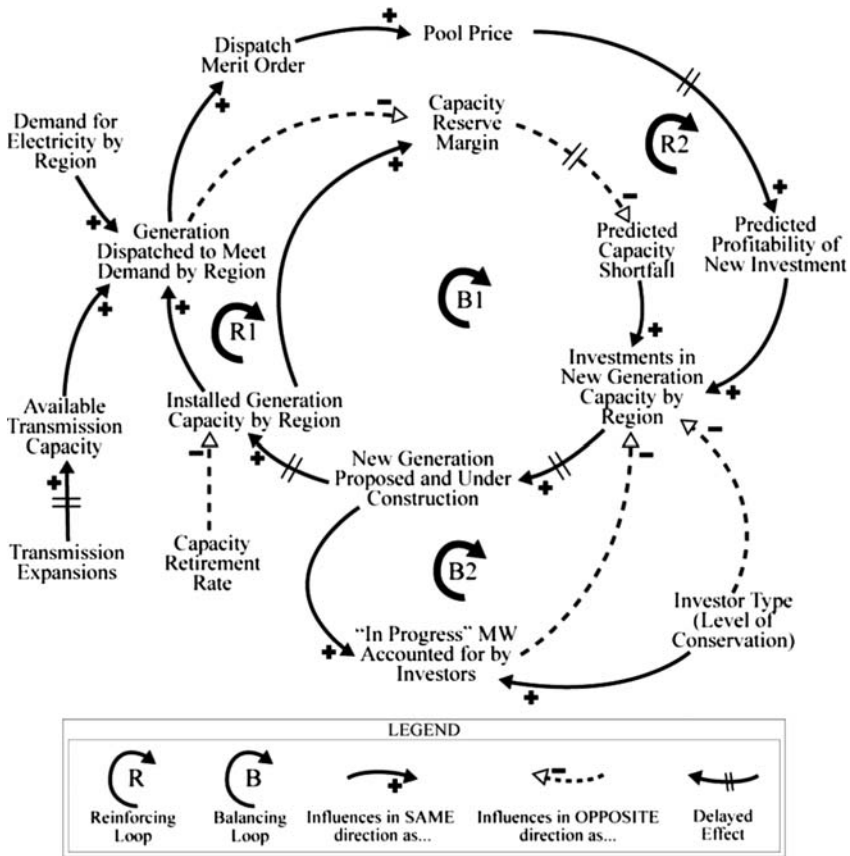 Dispatch
Merit Order
+
+
Pool Price
Demand for
Electricity by
Region
+
-
Capacity
Reserve
Margin
+
R2
-
+
Generation
Dispatched to Meet
Demand by Region
+
+
Predicted
Capacity
Shortfall
+
Predicted
Profitability of
New Investment
R1
B1
Available
Transmission
Capacity
+
Installed Generation
Capacity by Region
-
+
Investments in
New Generation
Capacity by
Region
+
-
-
New Generation
Proposed and Under
Construction
+
Transmission
Expansions
Capacity
Retirement
Rate
B2
"In Progress" MW
Accounted for by
Investors
+
+
Investor Type
(Level of
Conservation)
LEGEND
R
Reinforcing
Loop
B
Balancing
Loop
+
Influences in SAME
direction as...
-
Influences in OPPOSITE
direction as...
Delayed
Effect